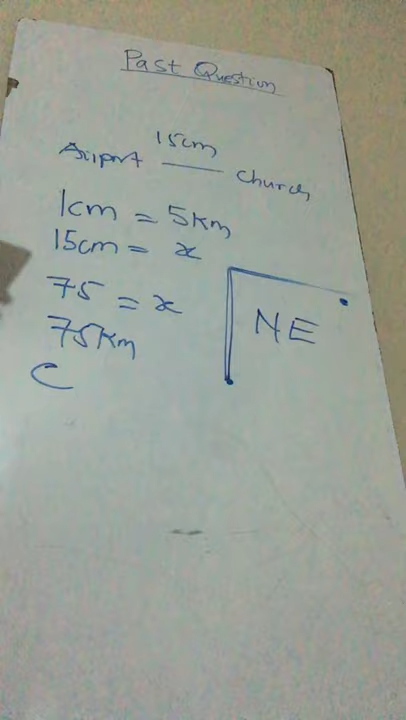 Past Question
15cm
Airport — church
1cm = 5km
15cm = x
75 = x
75km
C
NE